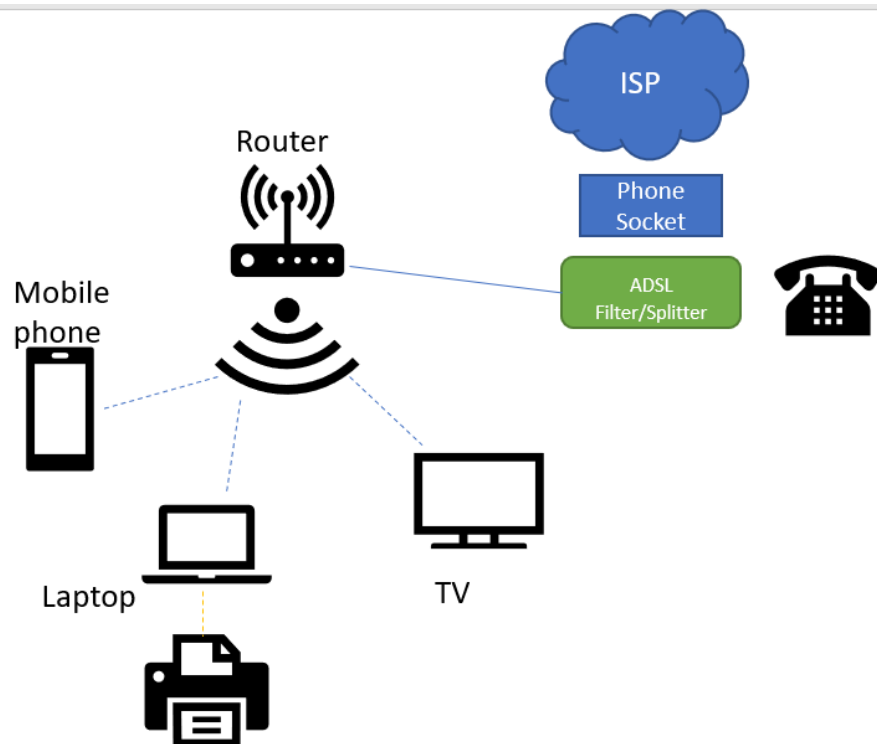 ISP
Router
Phone
Socket
ADSL
Filter/Splitter
Mobile
phone
Laptop
TV